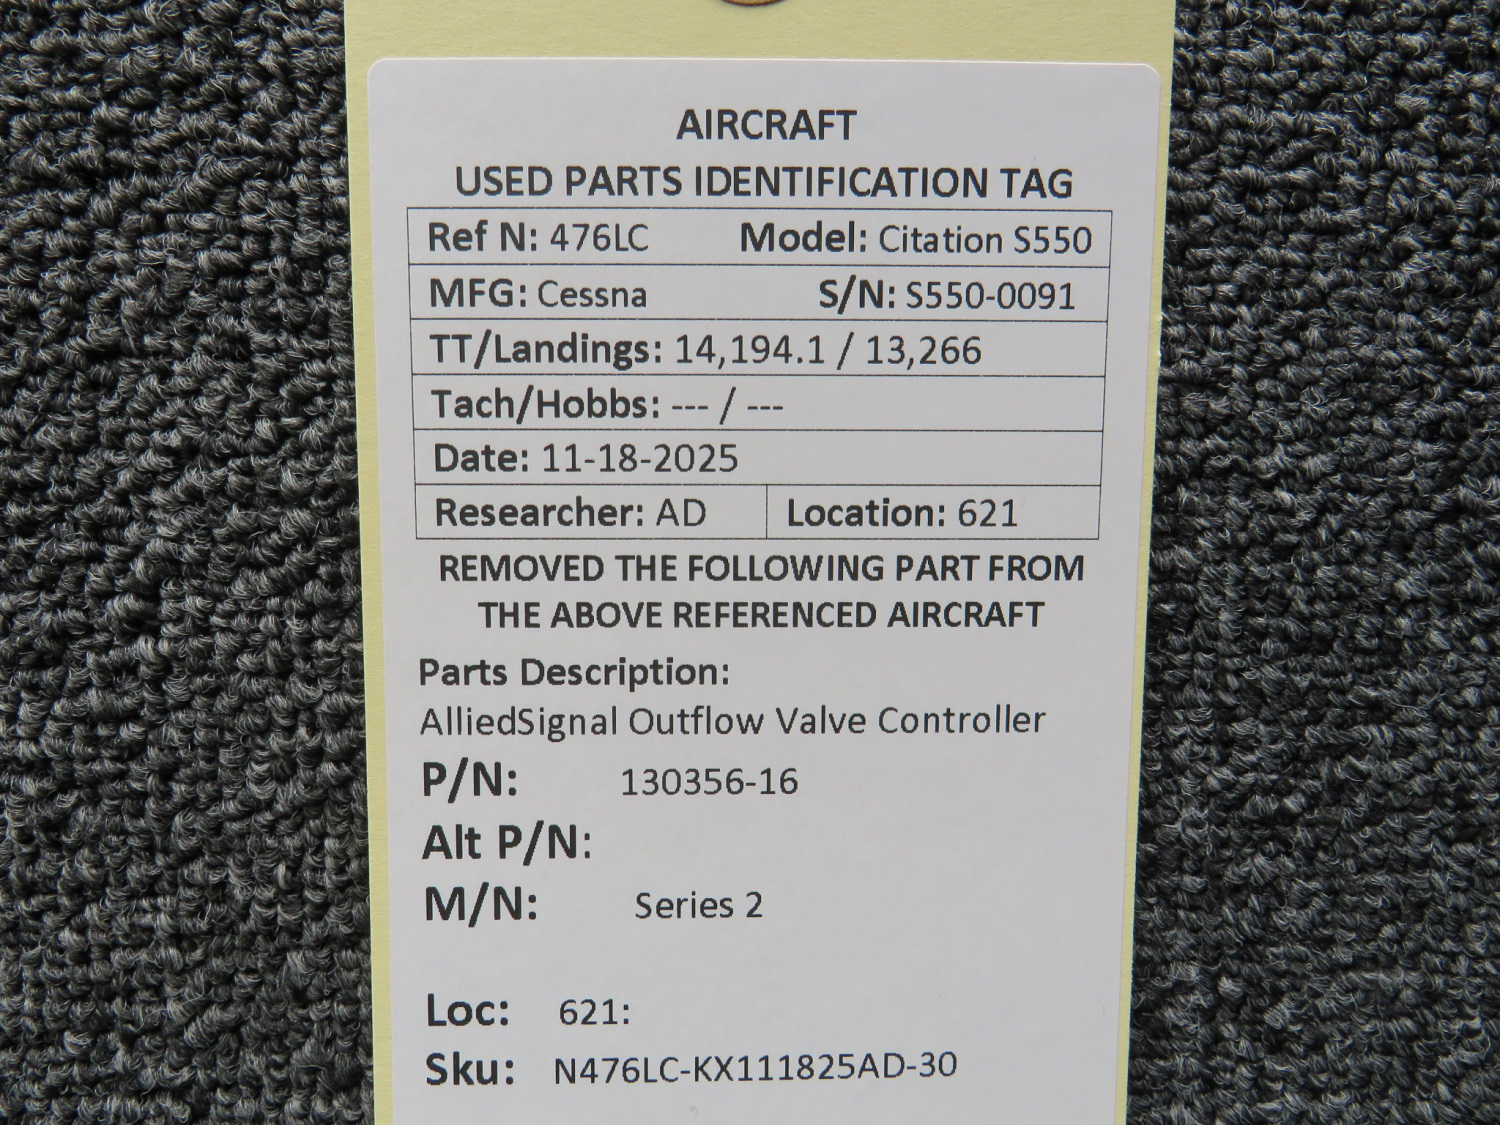 AIRCRAFT
USED PARTS IDENTIFICATION TAG
Ref N: 476LC Model: Citation S550
MFG: Cessna S/N: S550-0091
TT/Landings: 14,194.1 / 13,266
Tach/Hobbs: --- / ---
Date: 11-18-2025
Researcher: AD Location: 621
REMOVED THE FOLLOWING PART FROM
THE ABOVE REFERENCED AIRCRAFT
Parts Description:
AlliedSignal Outflow Valve Controller
P/N: 130356-16
Alt P/N:
M/N: Series 2
Loc: 621:
Sku: N476LC-KX111825AD-30